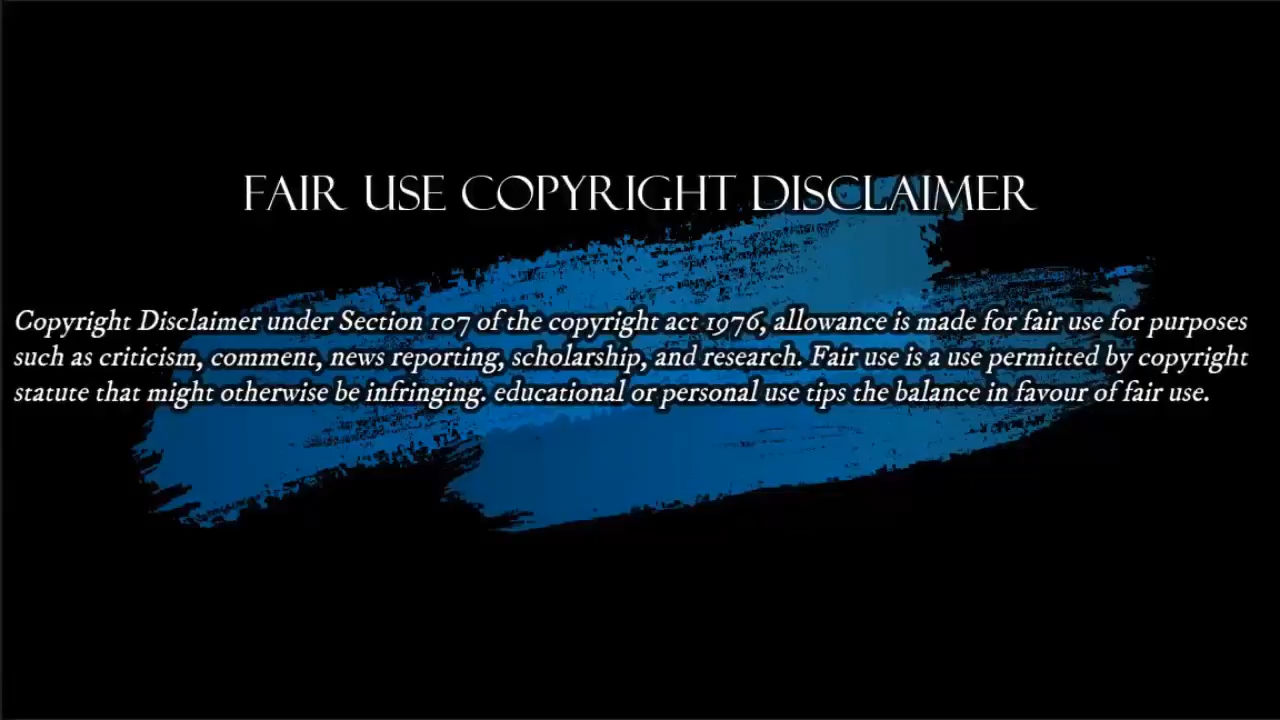 FAIR USE COPYRIGHT DISCLAIMER
Copyright Disclaimer under Section 107 of the copyright act 1976, allowance is made for fair use for purposes
such as criticism, comment, news reporting, scholarship, and research. Fair use is a use permitted by copyright
statute that might otherwise be infringing. educational or personal use tips the balance in favour of fair use.